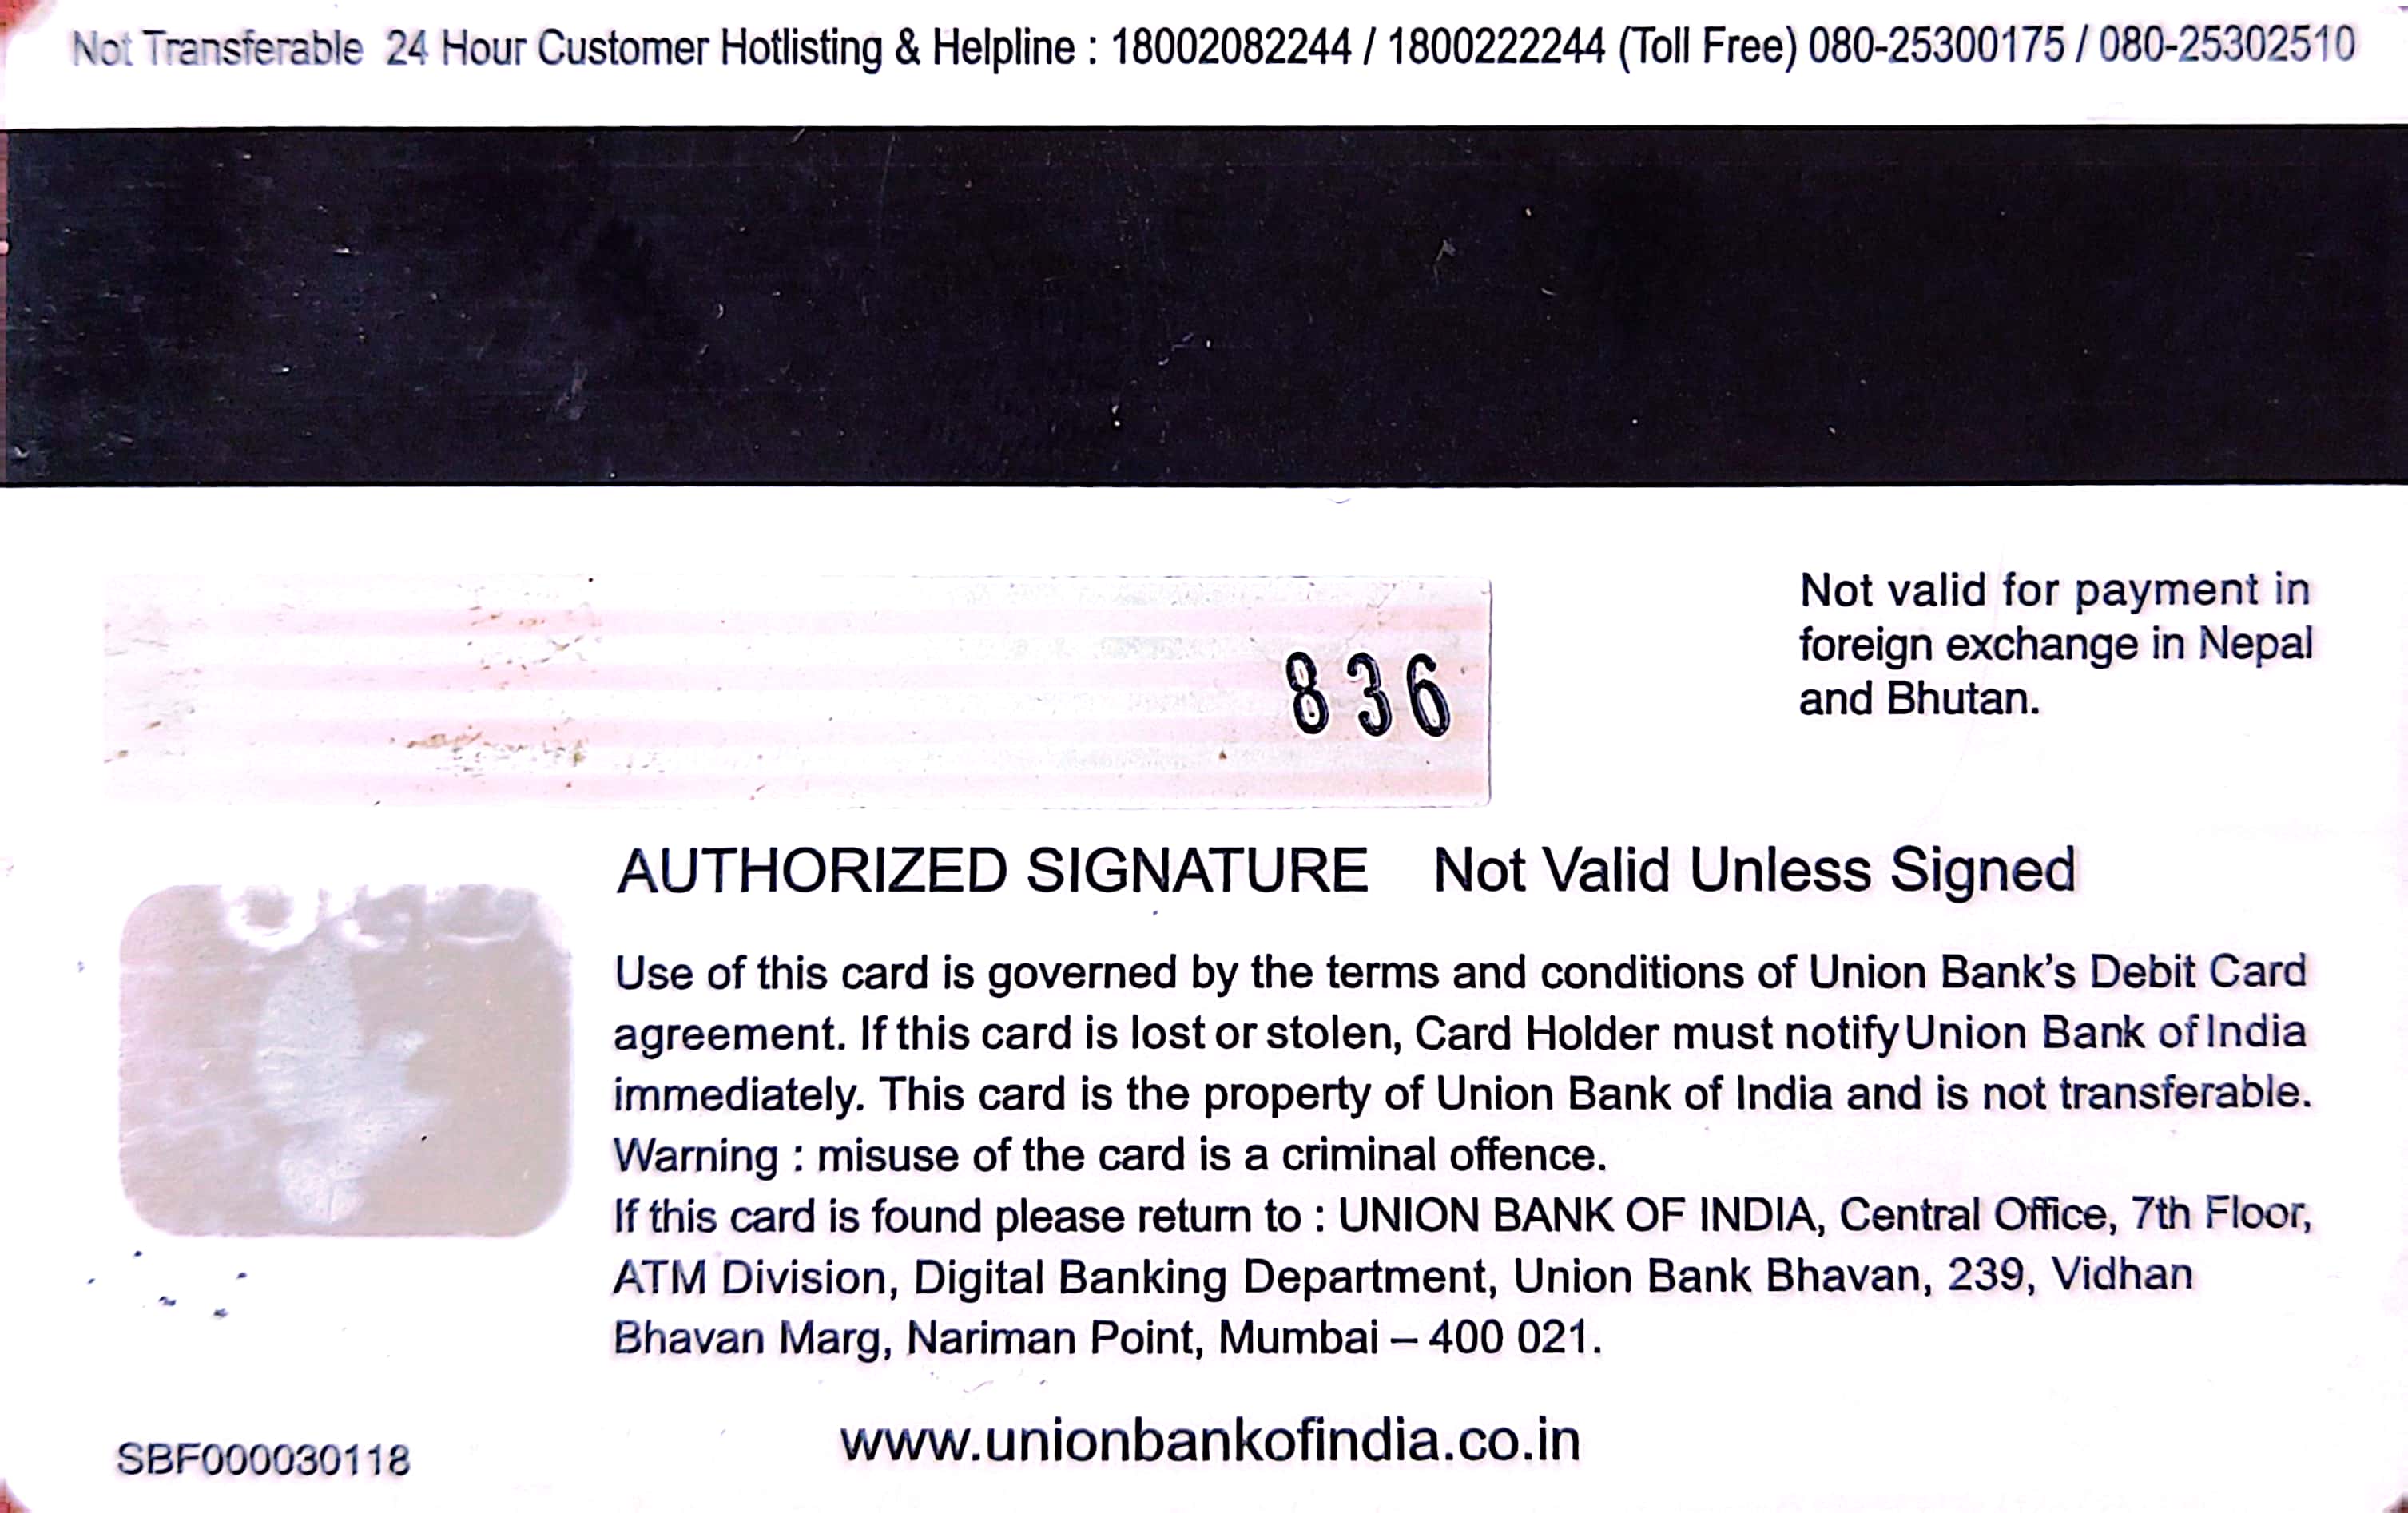 Not Transferable 24 Hour Customer Hotlisting & Helpline : 18002082244 / 1800222244 (Toll Free) 080-25300175 / 080-25302510
836
Not valid for payment in
foreign exchange in Nepal
and Bhutan.
AUTHORIZED SIGNATURE Not Valid Unless Signed
Use of this card is governed by the terms and conditions of Union Bank's Debit Card
agreement. If this card is lost or stolen, Card Holder must notify Union Bank of India
immediately. This card is the property of Union Bank of India and is not transferable.
Warning : misuse of the card is a criminal offence.
If this card is found please return to : UNION BANK OF INDIA, Central Office, 7th Floor,
ATM Division, Digital Banking Department, Union Bank Bhavan, 239, Vidhan
Bhavan Marg, Nariman Point, Mumbai – 400 021.
www.unionbankofindia.co.in
SBF000030118